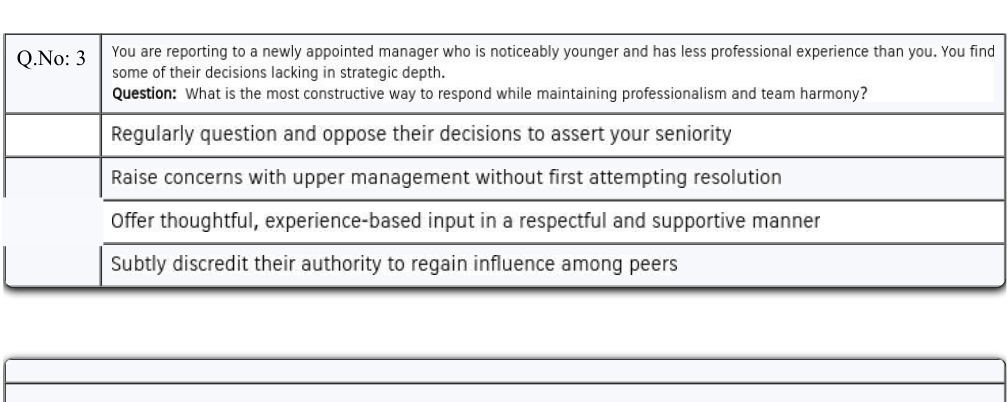 Q.No: 3
You are reporting to a newly appointed manager who is noticeably younger and has less professional experience than you. You find
some of their decisions lacking in strategic depth.
Question: What is the most constructive way to respond while maintaining professionalism and team harmony?
Regularly question and oppose their decisions to assert your seniority
Raise concerns with upper management without first attempting resolution
Offer thoughtful, experience-based input in a respectful and supportive manner
Subtly discredit their authority to regain influence among peers